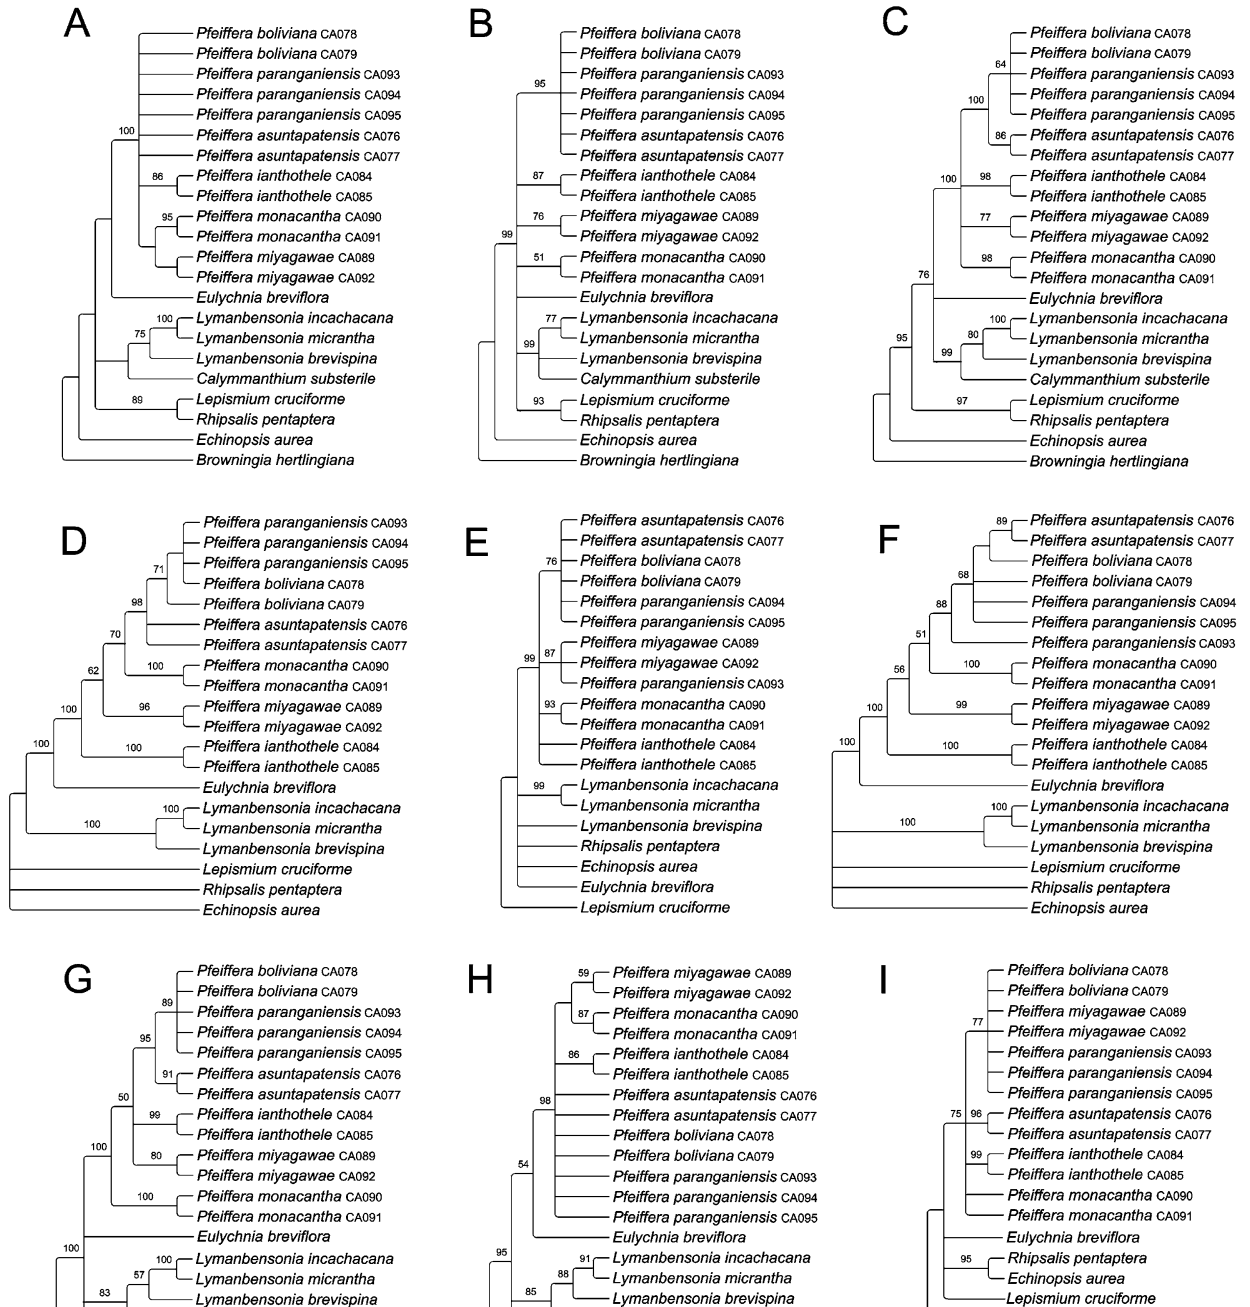 A
Pfeiffera boliviana CA078
Pfeiffera boliviana CA079
Pfeiffera paranganiensis CA093
Pfeiffera paranganiensis CA094
Pfeiffera paranganiensis CA095
100
Pfeiffera asuntapatensis CA076
Pfeiffera asuntapatensis CA077
86
Pfeiffera ianthothele CA084
Pfeiffera ianthothele CA085
95
Pfeiffera monacantha CA090
Pfeiffera monacantha CA091
Pfeiffera miyagawae CA089
Pfeiffera miyagawae CA092
Eulychnia breviflora
100
Lymanbensonia incachacana
75
Lymanbensonia micrantha
Lymanbensonia brevispina
Calymmanthium substerile
89
Lepismium cruciforme
Rhipsalis pentaptera
Echinopsis aurea
Browningia hertlingiana
B
Pfeiffera boliviana CA078
Pfeiffera boliviana CA079
95
Pfeiffera paranganiensis CA093
Pfeiffera paranganiensis CA094
Pfeiffera paranganiensis CA095
Pfeiffera asuntapatensis CA076
Pfeiffera asuntapatensis CA077
87
Pfeiffera ianthothele CA084
Pfeiffera ianthothele CA085
76
Pfeiffera miyagawae CA089
Pfeiffera miyagawae CA092
99
51
Pfeiffera monacantha CA090
Pfeiffera monacantha CA091
Eulychnia breviflora
77
Lymanbensonia incachacana
Lymanbensonia micrantha
99
Lymanbensonia brevispina
Calymmanthium substerile
93
Lepismium cruciforme
Rhipsalis pentaptera
Echinopsis aurea
Browningia hertlingiana
C
Pfeiffera boliviana CA078
Pfeiffera boliviana CA079
64
Pfeiffera paranganiensis CA093
Pfeiffera paranganiensis CA094
100
Pfeiffera paranganiensis CA095
86
Pfeiffera asuntapatensis CA076
Pfeiffera asuntapatensis CA077
100
98
Pfeiffera ianthothele CA084
Pfeiffera ianthothele CA085
77
Pfeiffera miyagawae CA089
Pfeiffera miyagawae CA092
98
Pfeiffera monacantha CA090
Pfeiffera monacantha CA091
76
Eulychnia breviflora
100
Lymanbensonia incachacana
80
Lymanbensonia micrantha
95
99
Lymanbensonia brevispina
Calymmanthium substerile
97
Lepismium cruciforme
Rhipsalis pentaptera
Echinopsis aurea
Browningia hertlingiana
D
Pfeiffera paranganiensis CA093
Pfeiffera paranganiensis CA094
Pfeiffera paranganiensis CA095
71
Pfeiffera boliviana CA078
98
Pfeiffera boliviana CA079
Pfeiffera asuntapatensis CA076
70
Pfeiffera asuntapatensis CA077
62
100
Pfeiffera monacantha CA090
Pfeiffera monacantha CA091
100
96
Pfeiffera miyagawae CA089
Pfeiffera miyagawae CA092
100
100
Pfeiffera ianthothele CA084
Pfeiffera ianthothele CA085
Eulychnia breviflora
100
Lymanbensonia incachacana
100
Lymanbensonia micrantha
Lymanbensonia brevispina
Lepismium cruciforme
Rhipsalis pentaptera
Echinopsis aurea
E
Pfeiffera asuntapatensis CA076
Pfeiffera asuntapatensis CA077
76
Pfeiffera boliviana CA078
Pfeiffera boliviana CA079
Pfeiffera paranganiensis CA094
Pfeiffera paranganiensis CA095
Pfeiffera miyagawae CA089
99
87
Pfeiffera miyagawae CA092
Pfeiffera paranganiensis CA093
93
Pfeiffera monacantha CA090
Pfeiffera monacantha CA091
Pfeiffera ianthothele CA084
Pfeiffera ianthothele CA085
99
Lymanbensonia incachacana
Lymanbensonia micrantha
Lymanbensonia brevispina
Rhipsalis pentaptera
Echinopsis aurea
Eulychnia breviflora
Lepismium cruciforme
F
89
Pfeiffera asuntapatensis CA076
Pfeiffera asuntapatensis CA077
Pfeiffera boliviana CA078
68
Pfeiffera boliviana CA079
88
Pfeiffera paranganiensis CA094
Pfeiffera paranganiensis CA095
51
Pfeiffera paranganiensis CA093
56
100
Pfeiffera monacantha CA090
Pfeiffera monacantha CA091
100
99
Pfeiffera miyagawae CA089
Pfeiffera miyagawae CA092
100
100
Pfeiffera ianthothele CA084
Pfeiffera ianthothele CA085
Eulychnia breviflora
100
Lymanbensonia incachacana
100
Lymanbensonia micrantha
Lymanbensonia brevispina
Lepismium cruciforme
Rhipsalis pentaptera
Echinopsis aurea
G
Pfeiffera boliviana CA078
Pfeiffera boliviana CA079
89
Pfeiffera paranganiensis CA093
Pfeiffera paranganiensis CA094
95
Pfeiffera paranganiensis CA095
91
Pfeiffera asuntapatensis CA076
Pfeiffera asuntapatensis CA077
50
99
Pfeiffera ianthothele CA084
Pfeiffera ianthothele CA085
100
80
Pfeiffera miyagawae CA089
Pfeiffera miyagawae CA092
100
Pfeiffera monacantha CA090
Pfeiffera monacantha CA091
Eulychnia breviflora
100
100
Lymanbensonia incachacana
57
Lymanbensonia micrantha
83
Lymanbensonia brevispina
H
59
Pfeiffera miyagawae CA089
Pfeiffera miyagawae CA092
87
Pfeiffera monacantha CA090
Pfeiffera monacantha CA091
86
Pfeiffera ianthothele CA084
Pfeiffera ianthothele CA085
Pfeiffera asuntapatensis CA076
98
Pfeiffera asuntapatensis CA077
Pfeiffera boliviana CA078
Pfeiffera boliviana CA079
54
Pfeiffera paranganiensis CA093
Pfeiffera paranganiensis CA094
Pfeiffera paranganiensis CA095
Eulychnia breviflora
95
91
Lymanbensonia incachacana
88
Lymanbensonia micrantha
85
Lymanbensonia brevispina
I
Pfeiffera boliviana CA078
Pfeiffera boliviana CA079
Pfeiffera miyagawae CA089
77
Pfeiffera miyagawae CA092
Pfeiffera paranganiensis CA093
Pfeiffera paranganiensis CA094
Pfeiffera paranganiensis CA095
75
96
Pfeiffera asuntapatensis CA076
Pfeiffera asuntapatensis CA077
99
Pfeiffera ianthothele CA084
Pfeiffera ianthothele CA085
Pfeiffera monacantha CA090
Pfeiffera monacantha CA091
Eulychnia breviflora
95
Rhipsalis pentaptera
Echinopsis aurea
Lepismium cruciforme